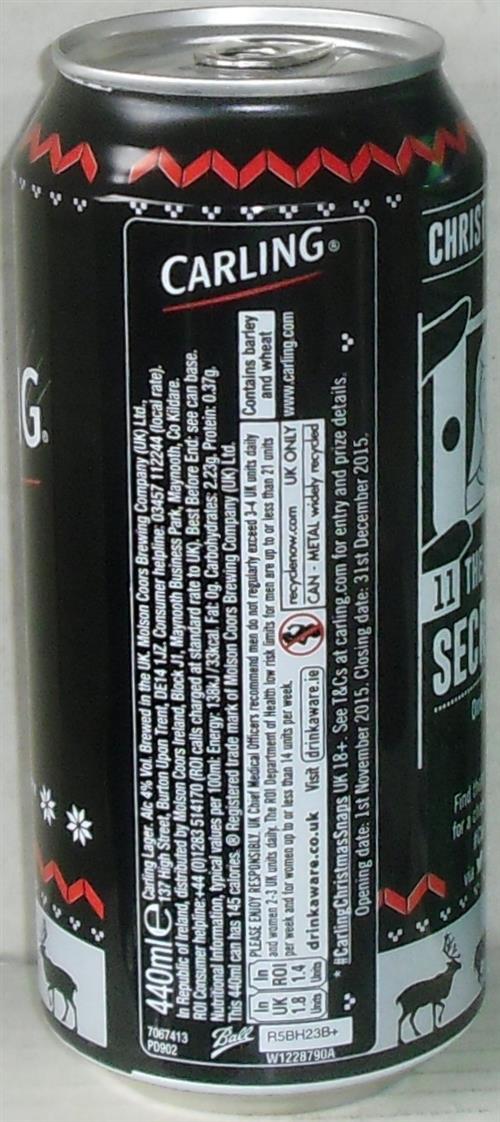 CARLING®
440ml e Carling Lager. Alc 4% Vol. Brewed in the UK. Molson Coors Brewing Company (UK) Ltd.,
137 High Street, Burton Upon Trent, DE14 1JZ. Consumer helpline: 03457 112244 (local rate).
In Republic of Ireland, distributed by Molson Coors Ireland, Block J1, Maynooth Business Park, Maynooth, Co Kildare.
ROI Consumer helpline:+44 (0)1283 514170 (ROI calls charged at standard rate to UK). Best Before End: see can base.
Nutritional Information, typical values per 100ml: Energy: 138kJ /33kcal. Fat: 0g. Carbohydrates: 2.23g. Protein: 0.37g.
This 440ml can has 145 calories. ® Registered trade mark of Molson Coors Brewing Company (UK) Ltd.
Contains barley
and wheat
www.carling.com
In UK 1.8 Units
In ROI 1.4 Units
PLEASE ENJOY RESPONSIBLY. UK Chief Medical Officers recommend men do not regularly exceed 3-4 UK units daily
and women 2-3 UK units daily. The ROI Department of Health low risk limits for men are up to or less than 21 units
per week and for women up to or less than 14 units per week.
drinkaware.co.uk Visit drinkaware.ie
recyclenow.com UK ONLY
CAN - METAL widely recycled
* #CarlingChristmasSnaps UK 18+. See T&Cs at carling.com for entry and prize details.
Opening date: 1st November 2015. Closing date: 31st December 2015.
7067413
PD902
Ball
R5BH23B+
W1228790A
G®
CHRIST
11 THE
SEC
Find
for a
via